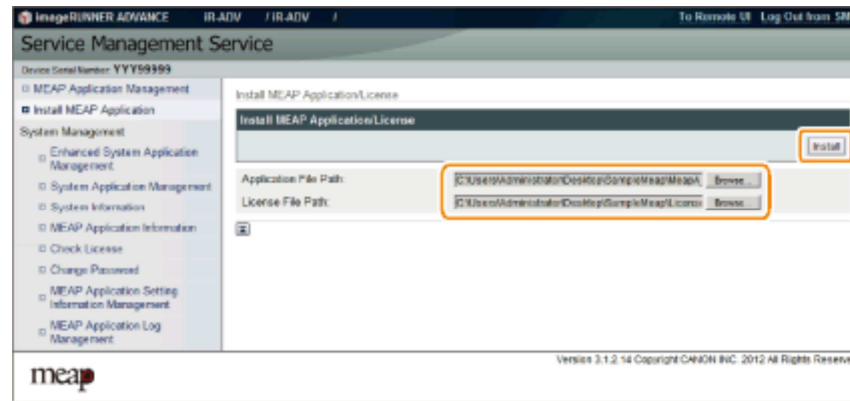 imageRUNNER ADVANCE iR-ADV / iR-ADV / To Remote UI Log Out from SM
Service Management Service
Device Serial Number: YYY99999
MEAP Application Management
Install MEAP Application
System Management
Enhanced System Application
Management
System Application Management
System Information
MEAP Application Information
Check License
Change Password
MEAP Application Setting
Information Management
MEAP Application Log
Management
Install MEAP Application/License
Install MEAP Application/License
Install
Application File Path: C:\Users\Administrator\Desktop\SampleMeap\MeapA Browse...
License File Path: C:\Users\Administrator\Desktop\SampleMeap\License Browse...
Version 3.1.2.14 Copyright CANON INC. 2012 All Rights Reserve
meap